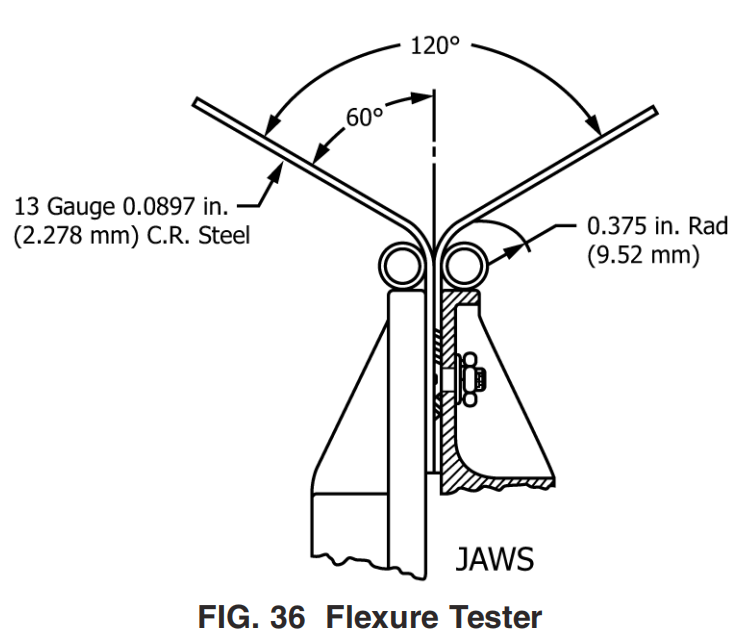 120°
60°
13 Gauge 0.0897 in.
(2.278 mm) C.R. Steel
0.375 in. Rad
(9.52 mm)
JAWS
FIG. 36 Flexure Tester